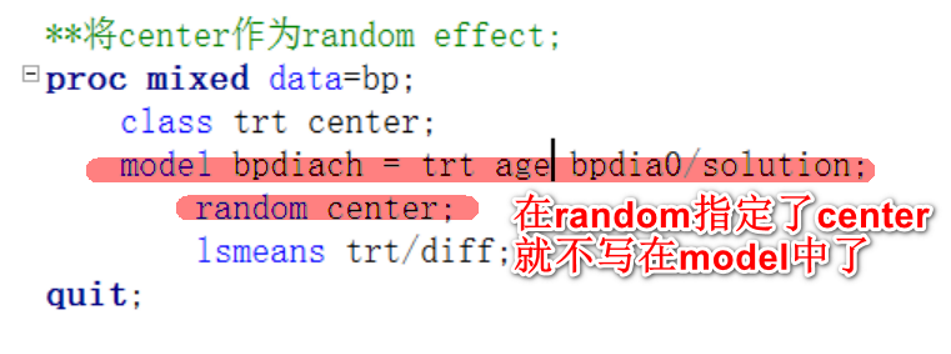 **将center作为random effect;
proc mixed data=bp;
class trt center;
model bpdiach = trt age bpdia0/solution;
random center;
lsmeans trt/diff;
quit;
在random指定了center
就不写在model中了